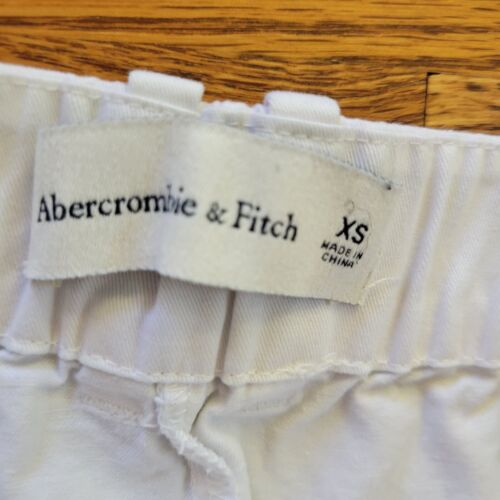 Abercrombie & Fitch
XS
MADE IN
CHINA